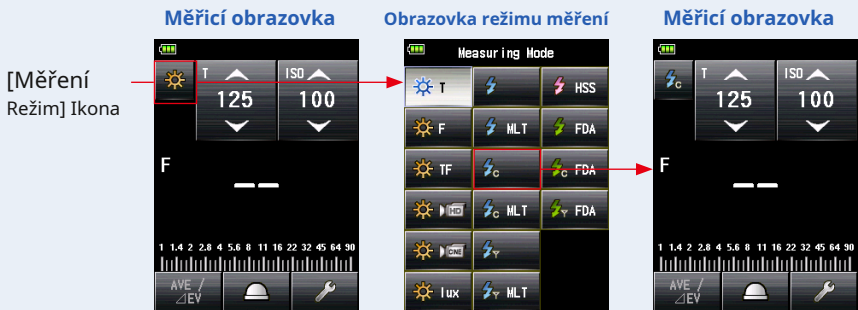 Měřicí obrazovka
Obrazovka režimu měření
Měřicí obrazovka
[Měření
Režim] Ikona
T
125
ISO
100
F
1 1.4 2 2.8 4 5.6 8 11 16 22 32 45 64 90
AVE /
⊿EV
Measuring Mode
T
HSS
F
MLT
FDA
TF
C
C FDA
HD
C MLT
Y FDA
CINE
Y
lux
Y MLT
C
T
125
ISO
100
F
1 1.4 2 2.8 4 5.6 8 11 16 22 32 45 64 90
AVE /
⊿EV